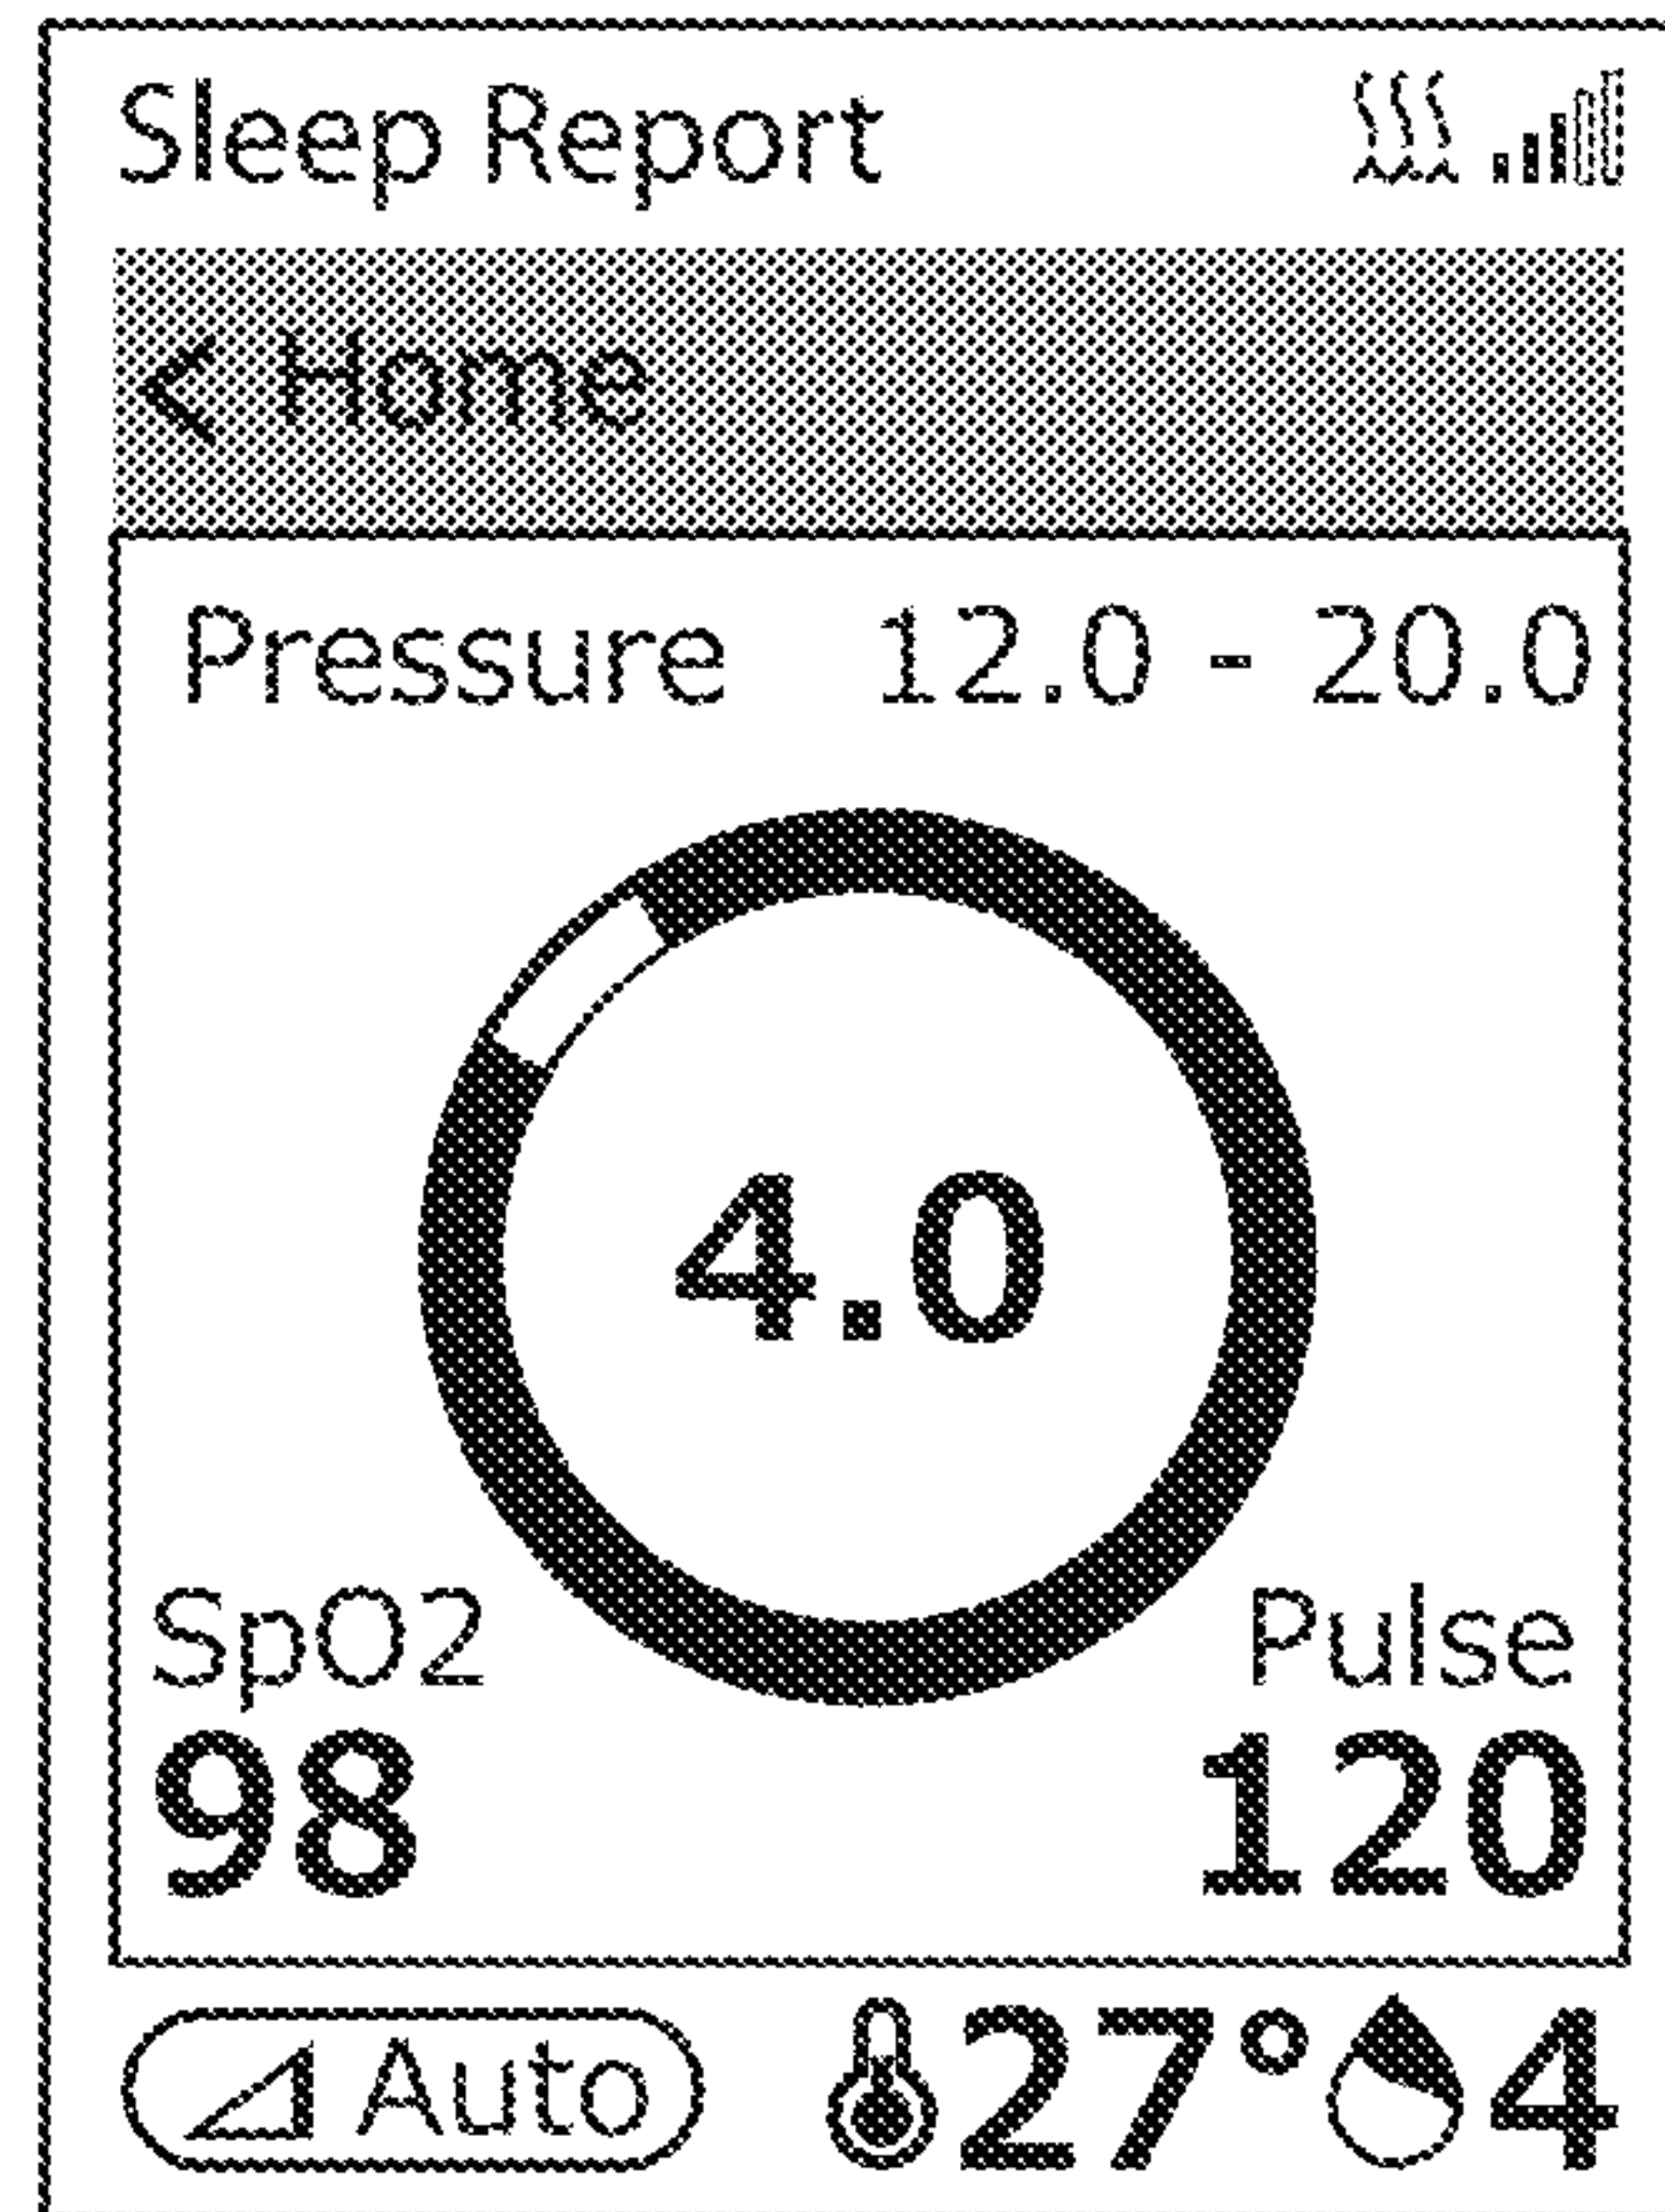 Sleep Report
< Home
Pressure 12.0 - 20.0
4.0
SpO2 Pulse
98 120
Auto 27° 4